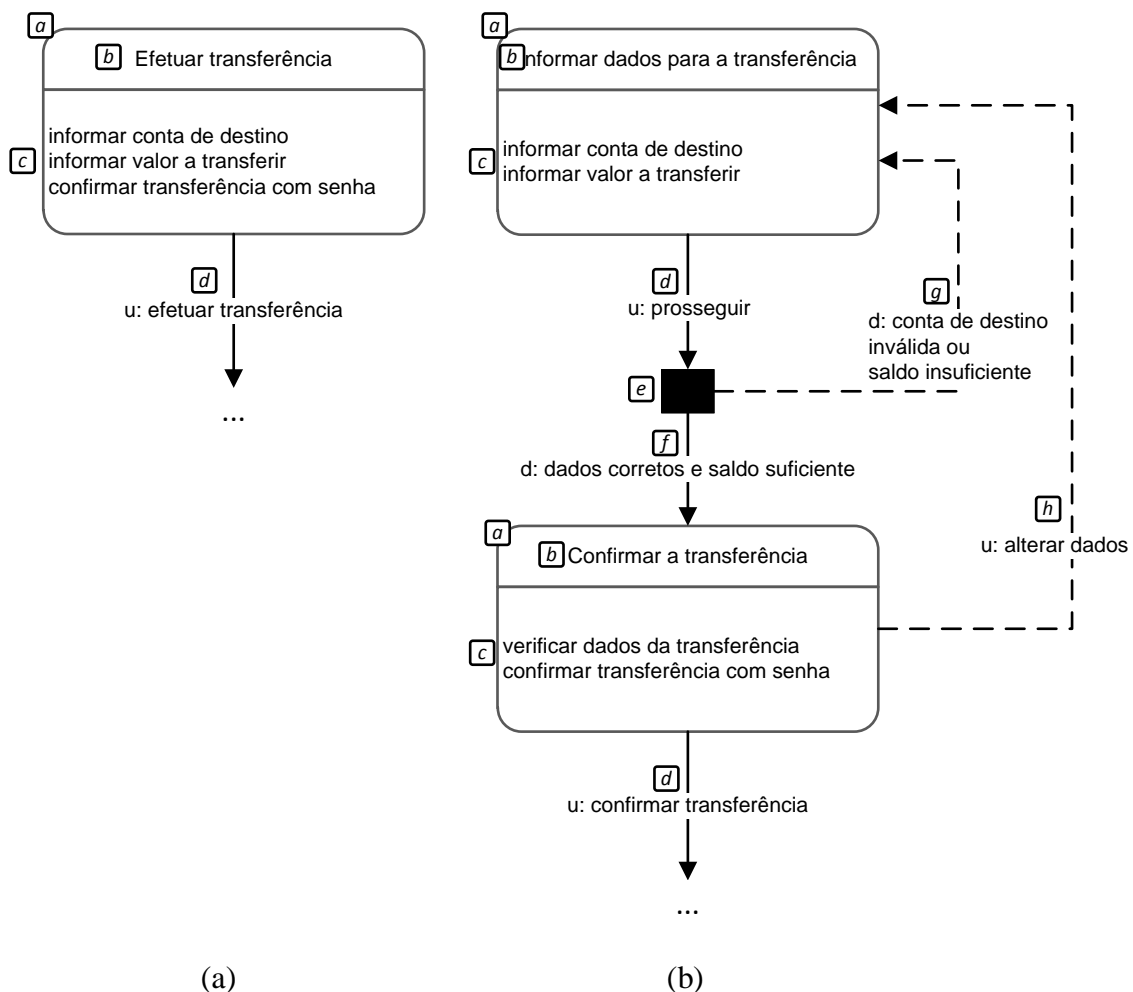 a
b Efetuar transferência
c
informar conta de destino
informar valor a transferir
confirmar transferência com senha
d
u: efetuar transferência
...
(a)
a
b nformar dados para a transferência
c
informar conta de destino
informar valor a transferir
d
u: prosseguir
e
g
d: conta de destino
inválida ou
saldo insuficiente
f
d: dados corretos e saldo suficiente
h
u: alterar dados
a
b Confirmar a transferência
c
verificar dados da transferência
confirmar transferência com senha
d
u: confirmar transferência
...
(b)